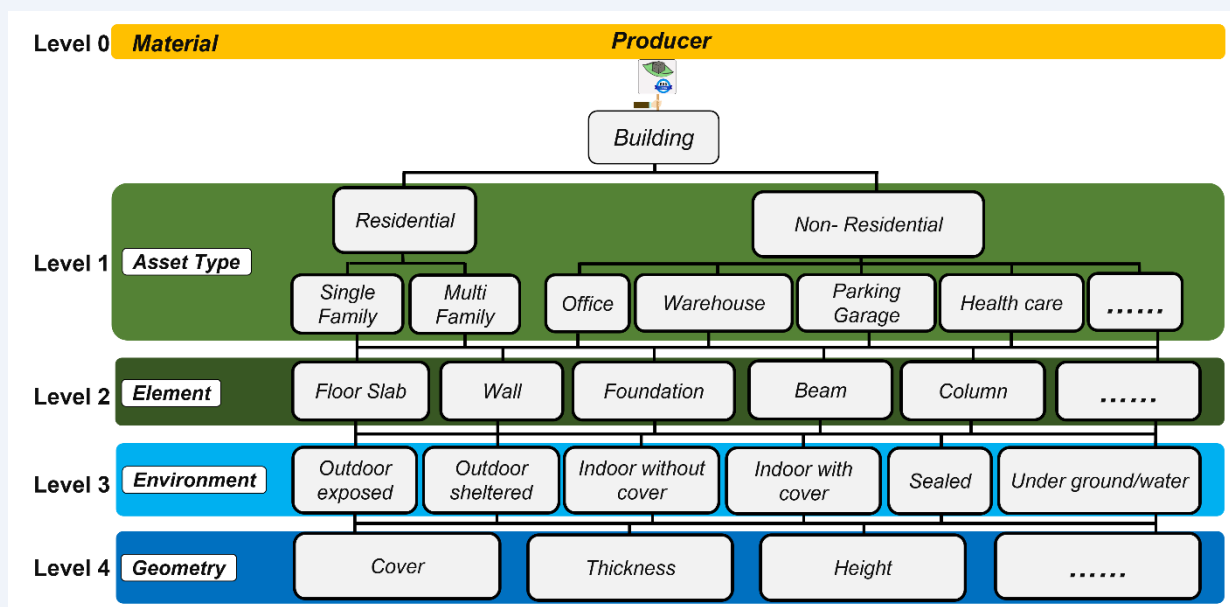 Level 0 Material Producer
Building
Residential
Non- Residential
Level 1 Asset Type
Single
Family
Multi
Family
Office
Warehouse
Parking
Garage
Health care
......
Level 2 Element
Floor Slab
Wall
Foundation
Beam
Column
......
Level 3 Environment
Outdoor
exposed
Outdoor
sheltered
Indoor without
cover
Indoor with
cover
Sealed
Under ground/water
Level 4 Geometry
Cover
Thickness
Height
......